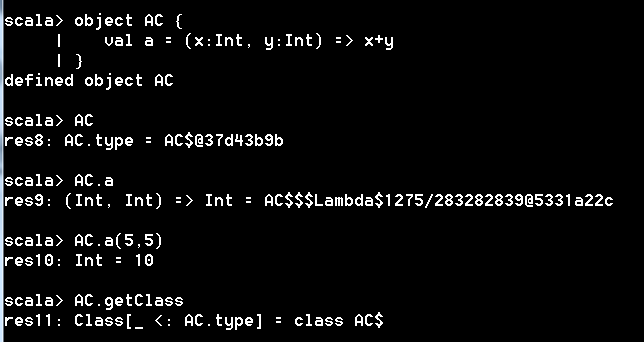 scala> object AC {
     |    val a = (x:Int, y:Int) => x+y
     | }
defined object AC
scala> AC
res8: AC.type = AC$@37d43b9b
scala> AC.a
res9: (Int, Int) => Int = AC$$$Lambda$1275/283282839@5331a22c
scala> AC.a(5,5)
res10: Int = 10
scala> AC.getClass
res11: Class[_ <: AC.type] = class AC$